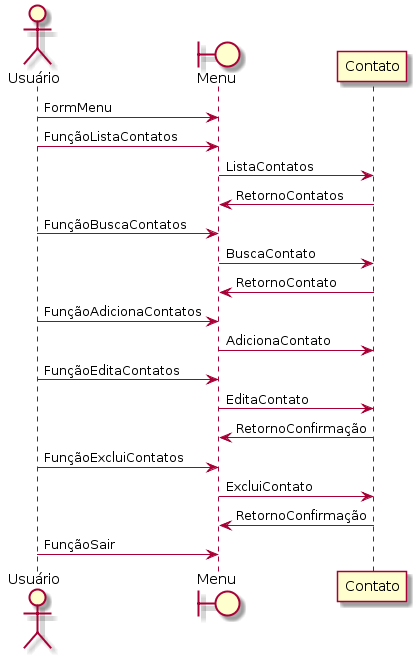 Usuário
Menu
Contato
FormMenu
FunçãoListaContatos
ListaContatos
RetornoContatos
FunçãoBuscaContatos
BuscaContato
RetornoContato
FunçãoAdicionaContatos
AdicionaContato
FunçãoEditaContatos
EditaContato
RetornoConfirmação
FunçãoExcluiContatos
ExcluiContato
RetornoConfirmação
FunçãoSair
Usuário
Menu
Contato